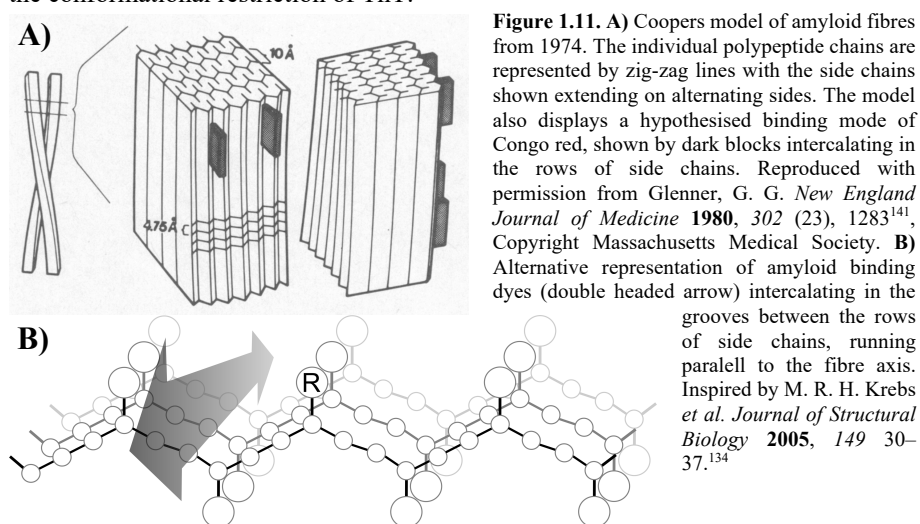 the conformational restriction of ThT.
A)
10Å
4.75Å
Figure 1.11. A) Coopers model of amyloid fibres
from 1974. The individual polypeptide chains are
represented by zig-zag lines with the side chains
shown extending on alternating sides. The model
also displays a hypothesised binding mode of
Congo red, shown by dark blocks intercalating in
the rows of side chains. Reproduced with
permission from Glenner, G. G. New England
Journal of Medicine 1980, 302 (23), 1283141,
Copyright Massachusetts Medical Society. B)
Alternative representation of amyloid binding
dyes (double headed arrow) intercalating in the
grooves between the rows
of side chains, running
paralell to the fibre axis.
Inspired by M. R. H. Krebs
et al. Journal of Structural
Biology 2005, 149 30–
37.134
B)
R